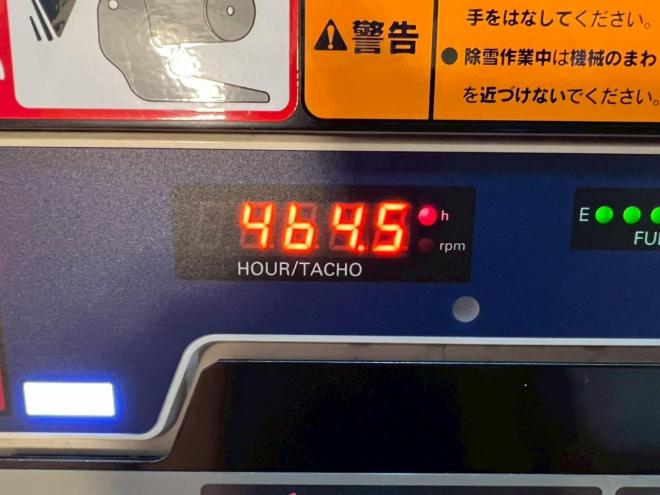 手をはなしてください。
警告
● 除雪作業中は機械のまわ
を近づけないでください。
464.5
h
rpm
HOUR/TACHO
E
FU